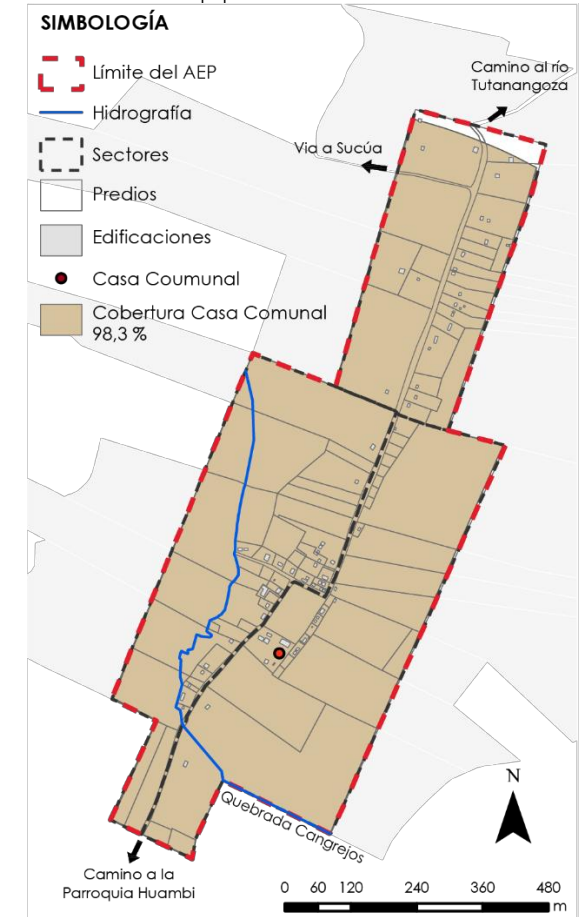 SIMBOLOGÍA
Límite del AEP
Hidrografía
Sectores
Predios
Edificaciones
Casa Coumunal
Cobertura Casa Comunal
98,3 %
Camino al río
Tutanangoza
Via a Sucúa
Quebrada Cangrejos
Camino a la
Parroquia Huambi
N
0 60 120 240 360 480
m